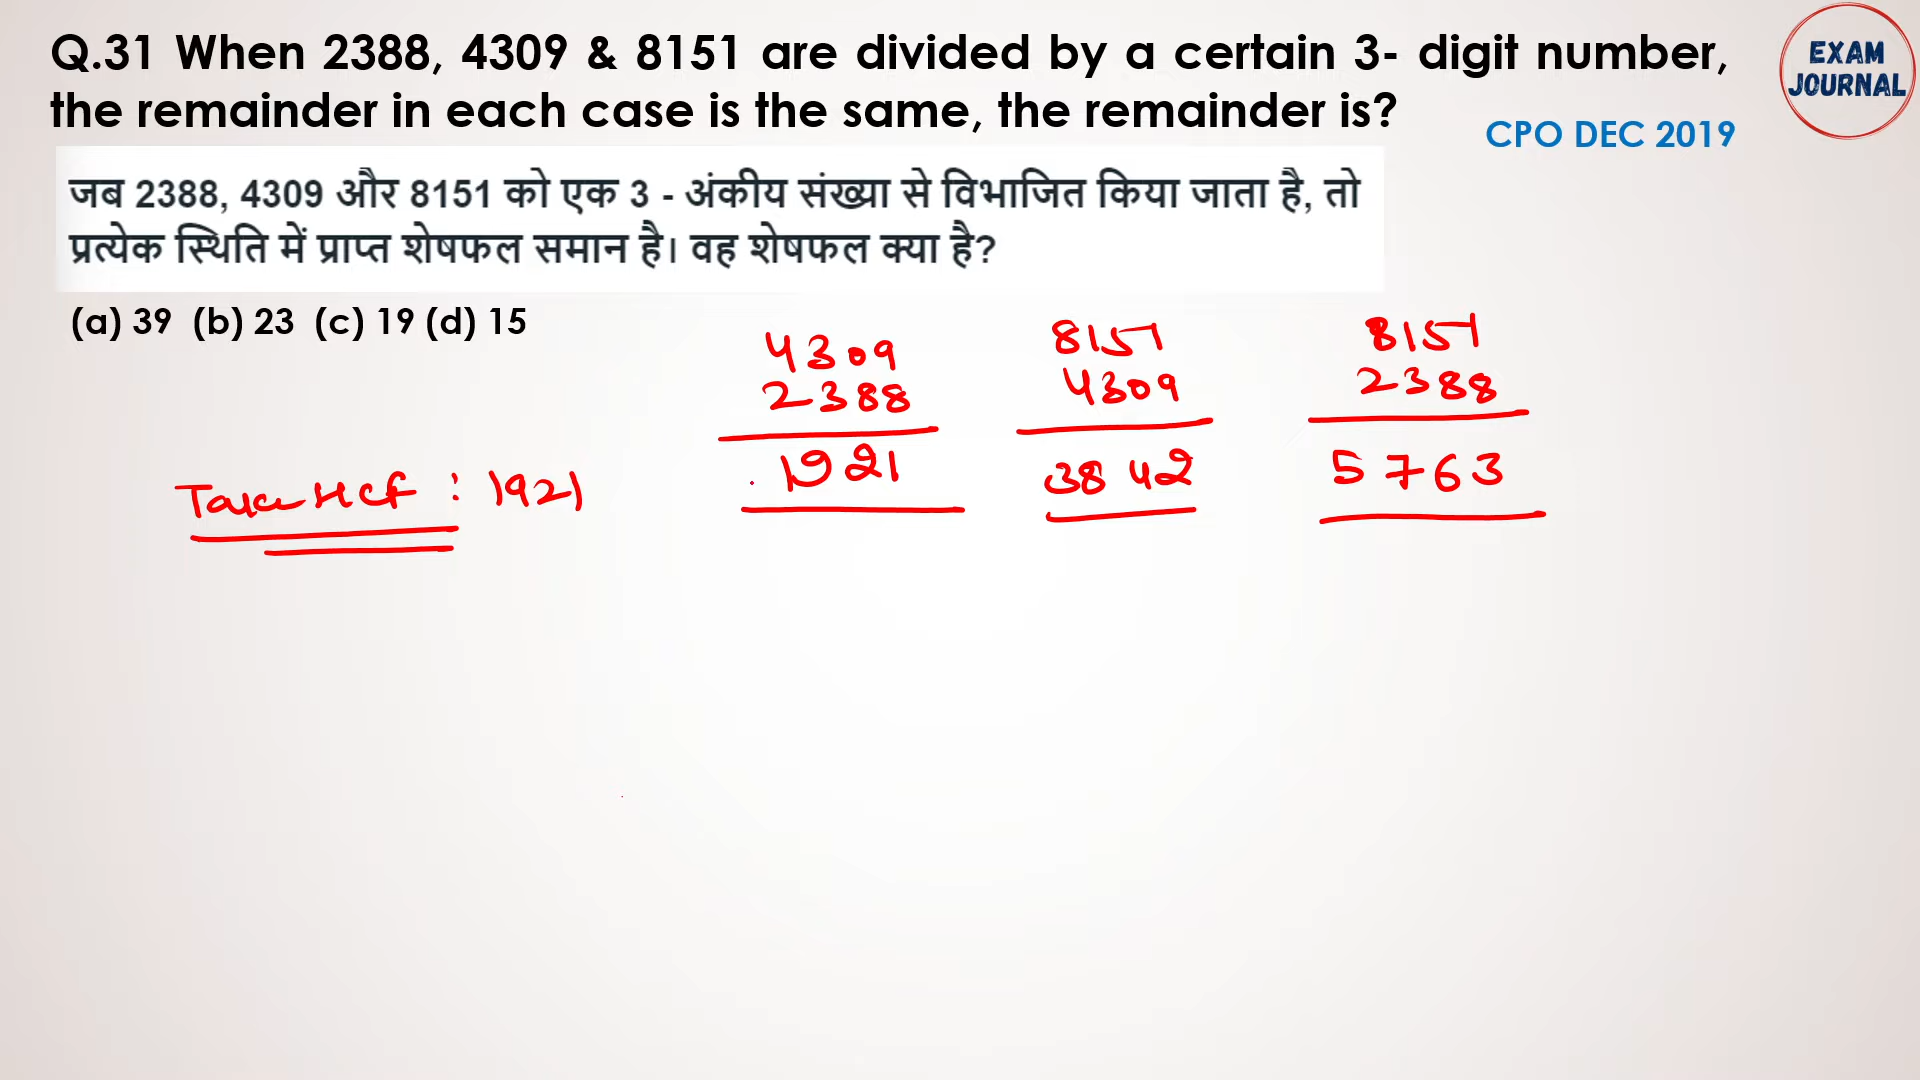 Q.31 When 2388, 4309 & 8151 are divided by a certain 3- digit number,
the remainder in each case is the same, the remainder is?
CPO DEC 2019
EXAM
JOURNAL
जब 2388, 4309 और 8151 को एक 3 - अंकीय संख्या से विभाजित किया जाता है, तो
प्रत्येक स्थिति में प्राप्त शेषफल समान है। वह शेषफल क्या है?
(a) 39 (b) 23 (c) 19 (d) 15
4309
2388
1921
8151
4309
3842
8151
2388
5763
Take HCF : 1921